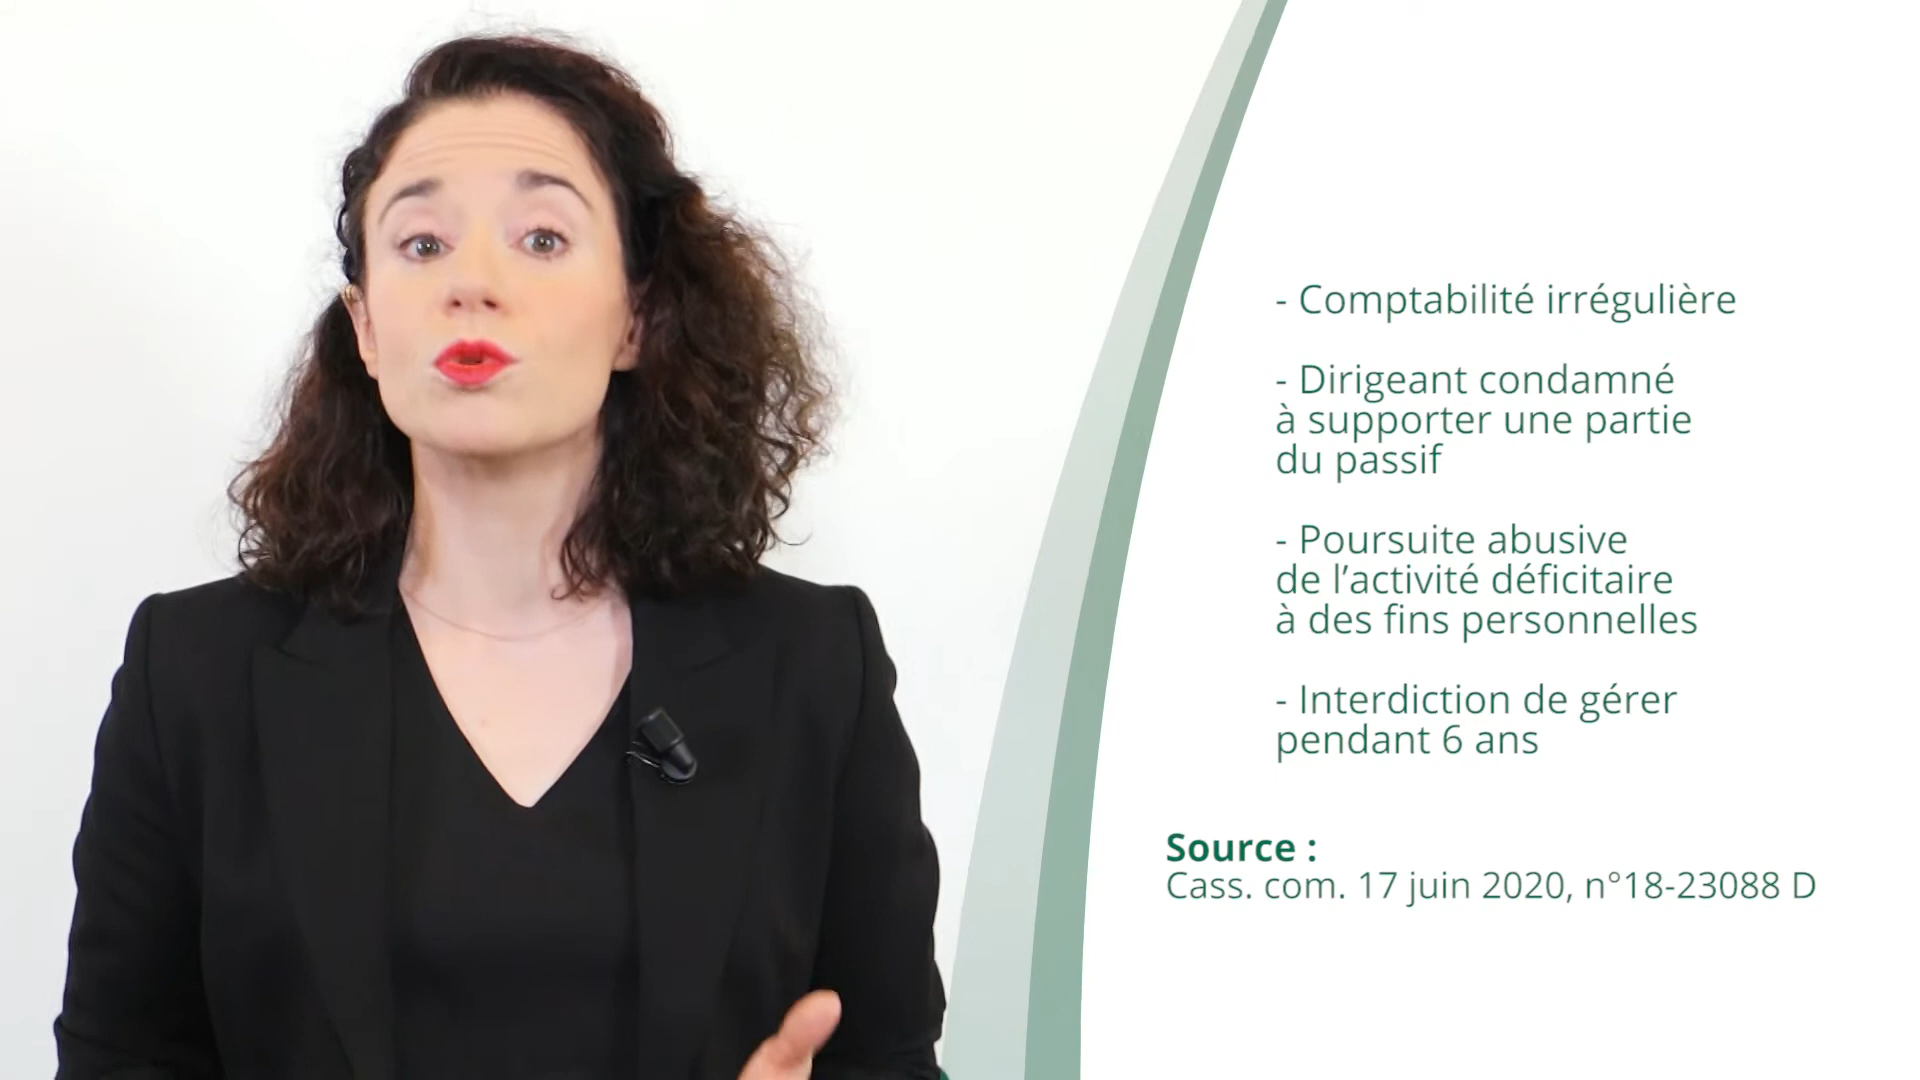 - Comptabilité irrégulière
- Dirigeant condamné
à supporter une partie
du passif
- Poursuite abusive
de l’activité déficitaire
à des fins personnelles
- Interdiction de gérer
pendant 6 ans
Source :
Cass. com. 17 juin 2020, n°18-23088 D